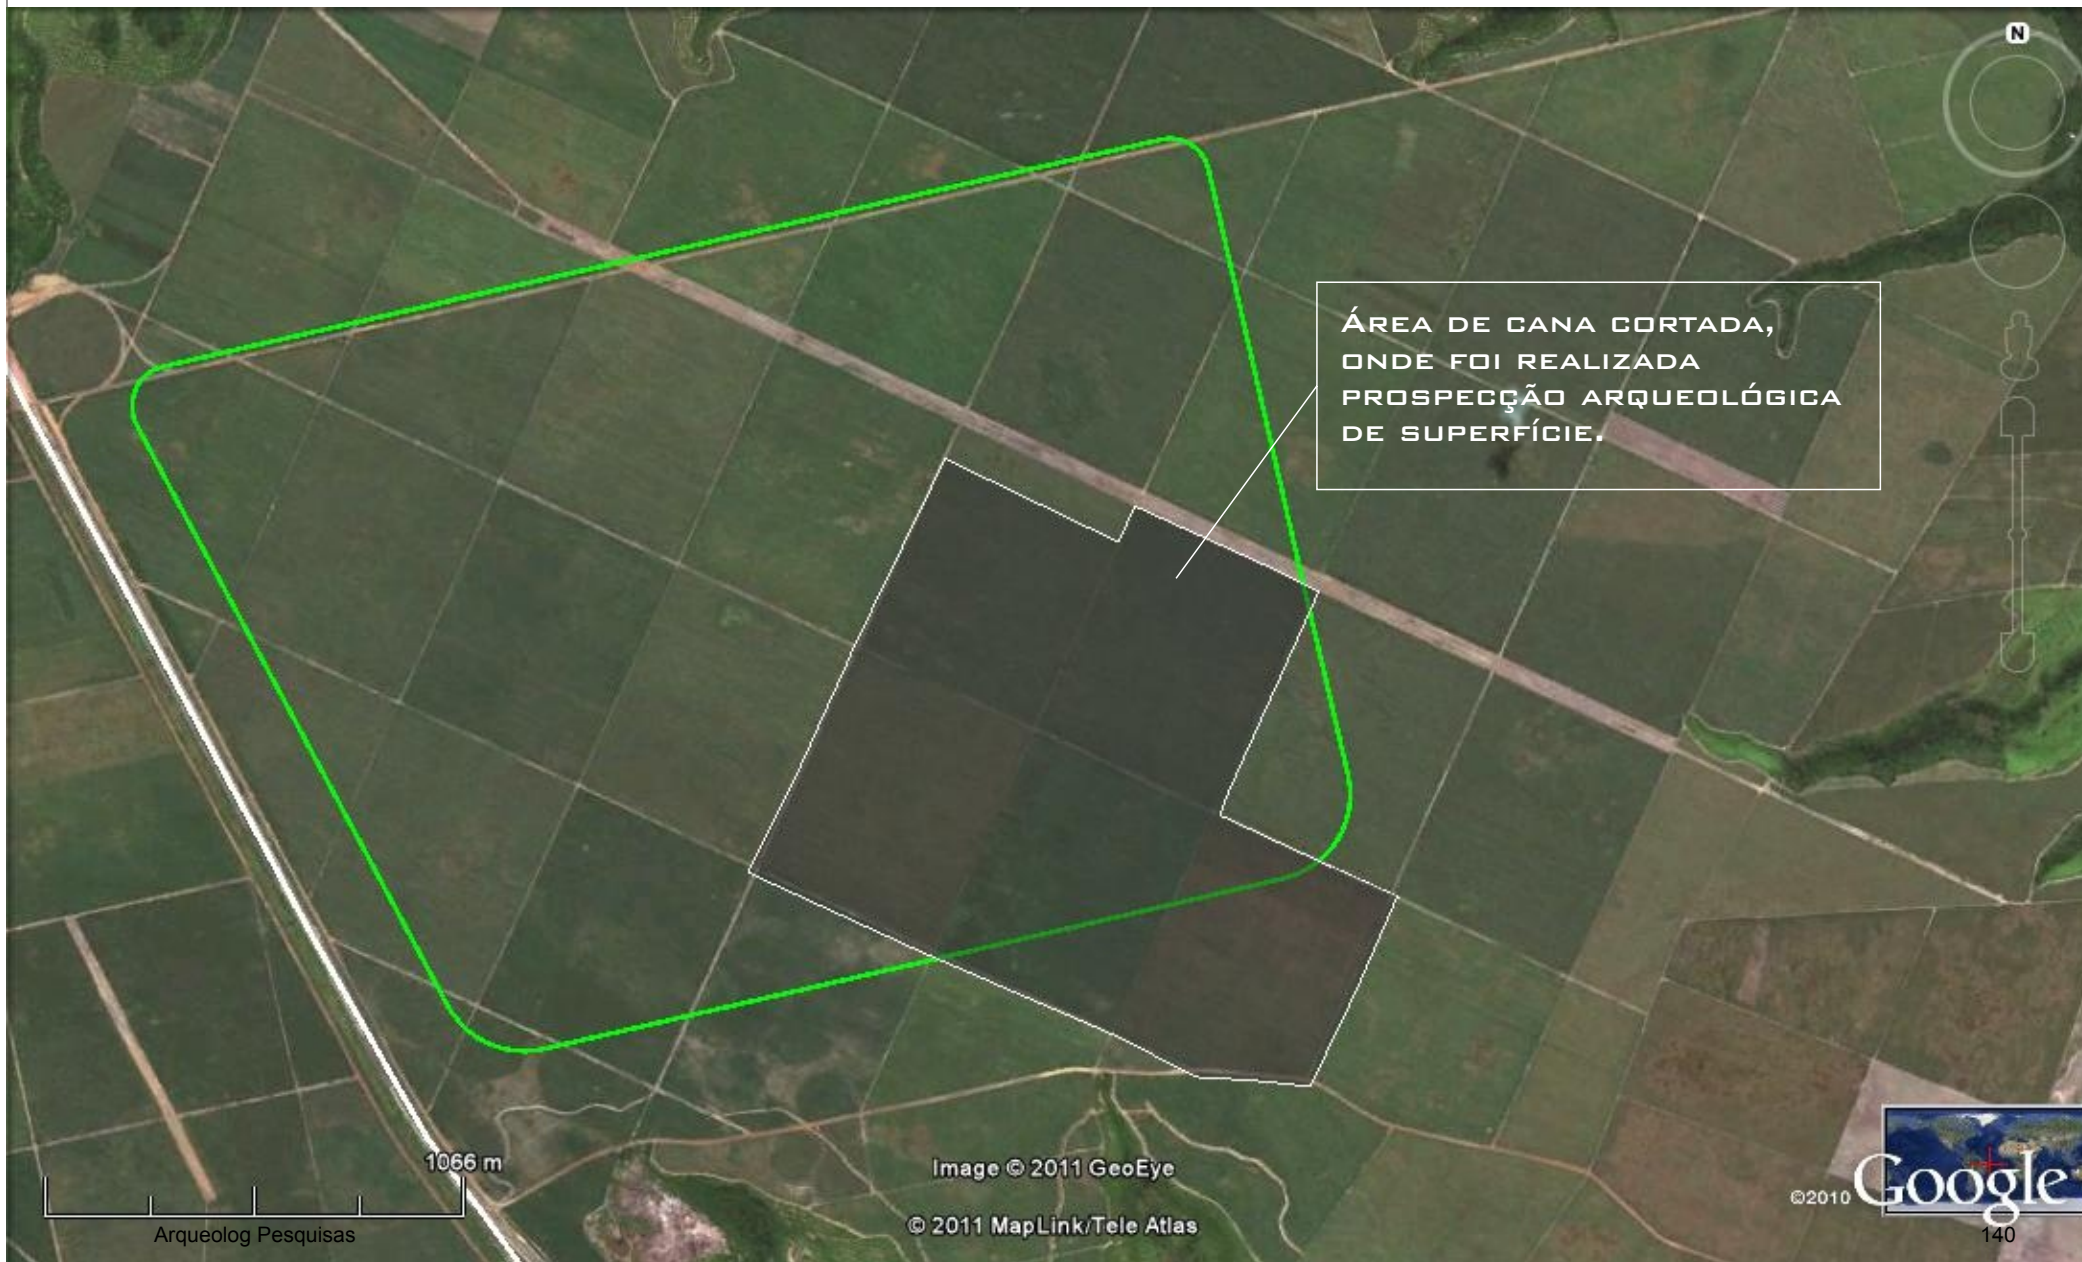 N
ÁREA DE CANA CORTADA,
ONDE FOI REALIZADA
PROSPECÇÃO ARQUEOLÓGICA
DE SUPERFÍCIE.
1066 m
Image © 2011 GeoEye
©2010 Google
© 2011 MapLink/Tele Atlas
Arqueolog Pesquisas
140